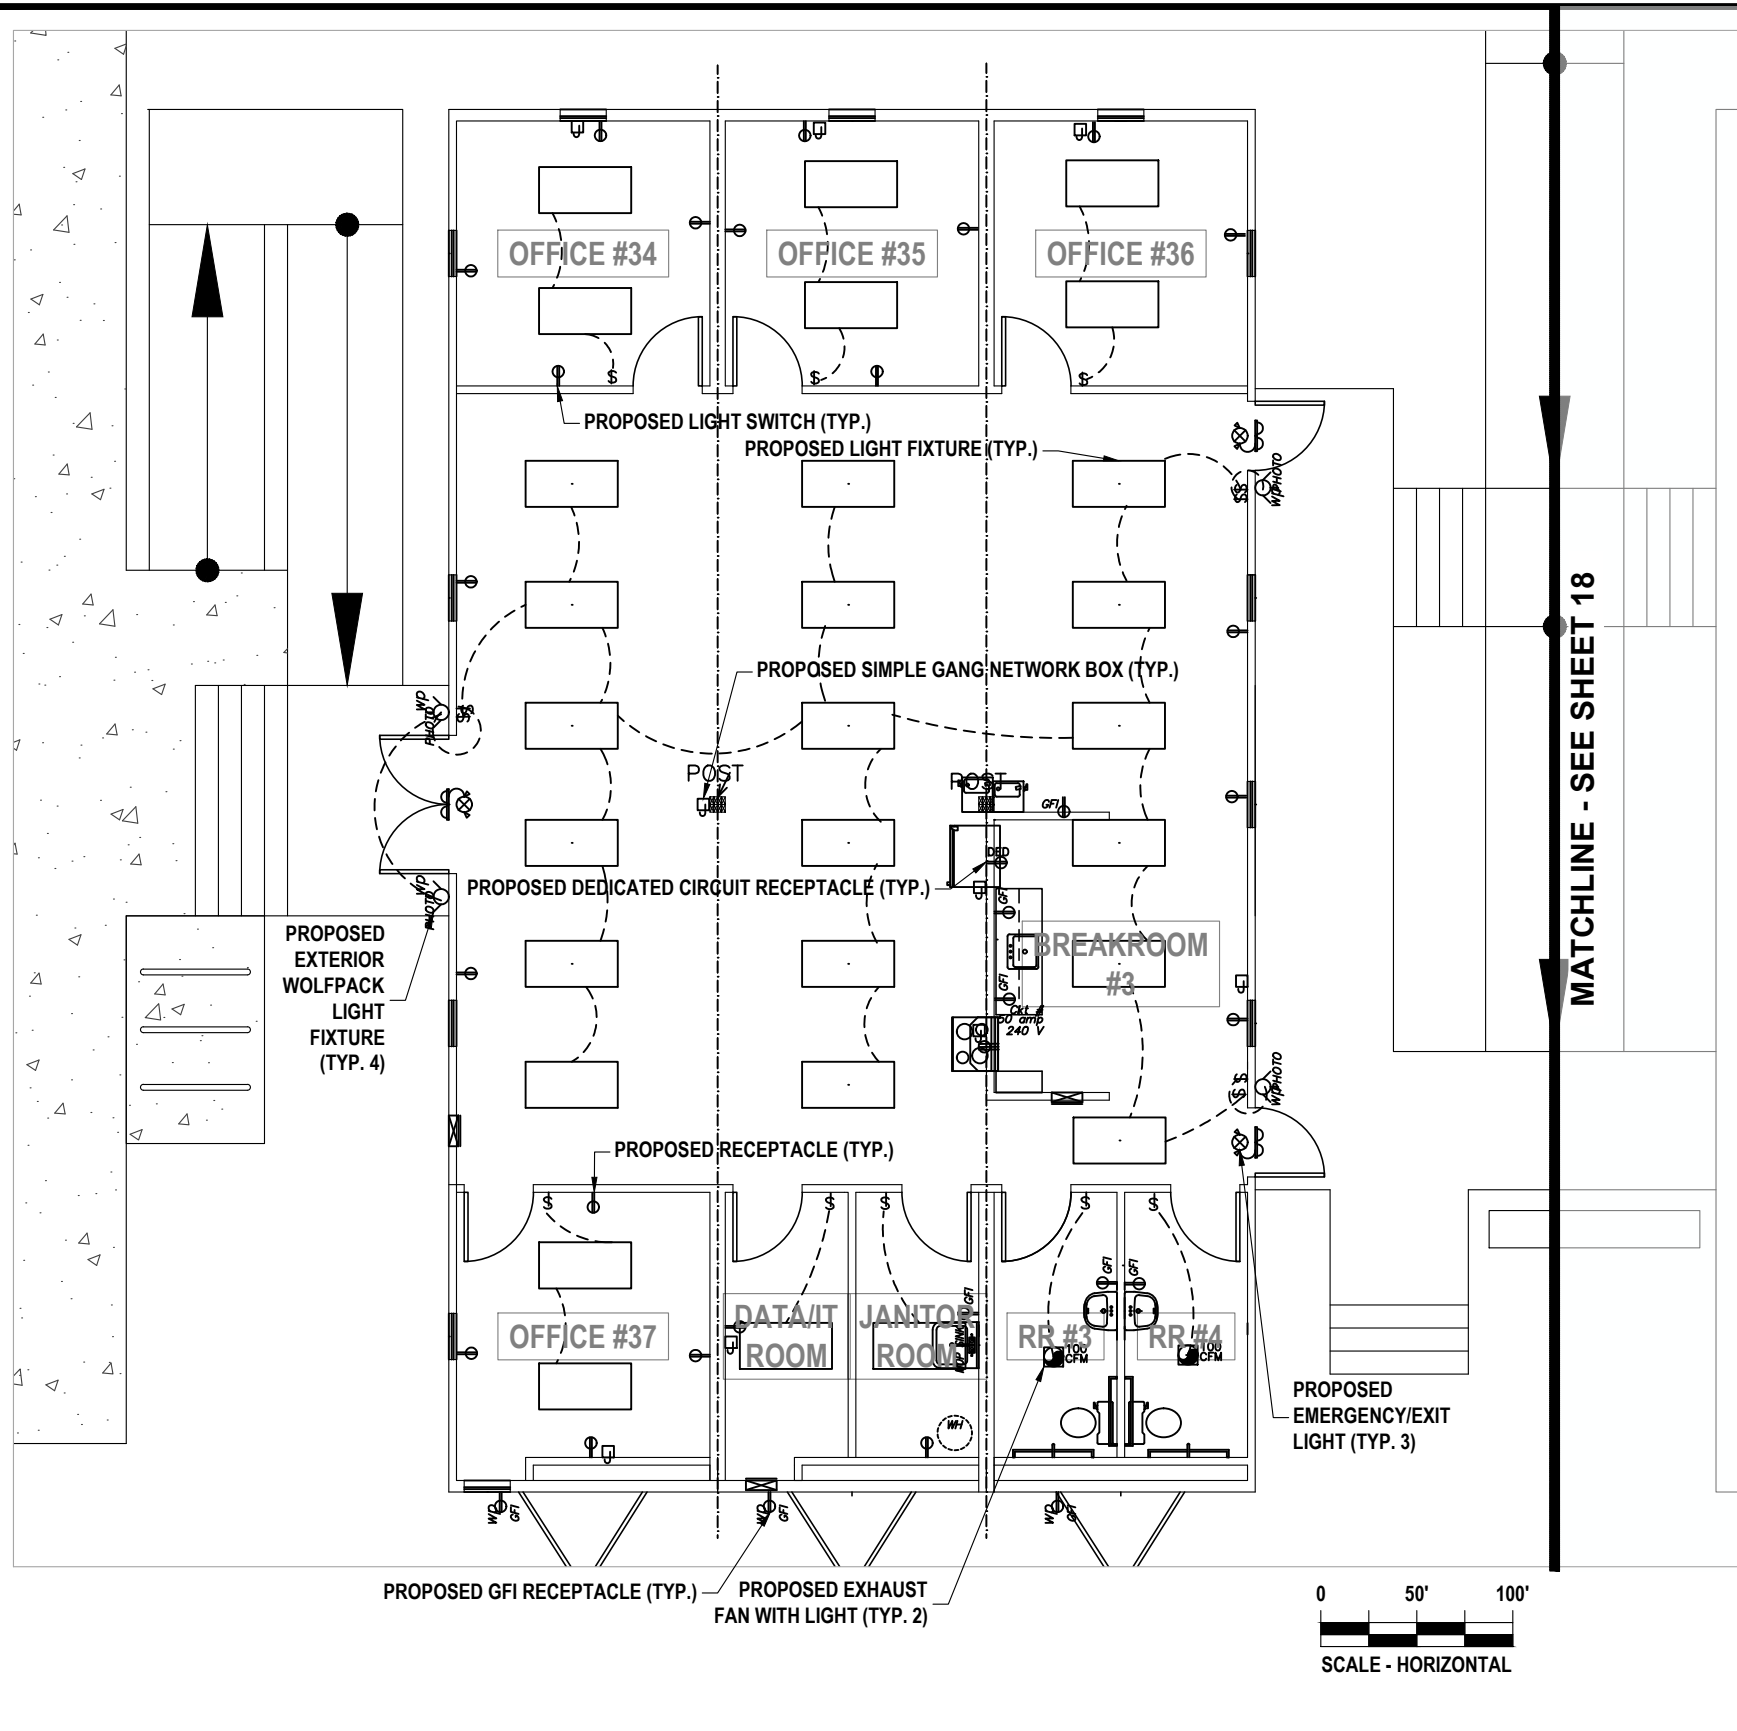 OFFICE #34
OFFICE #35
OFFICE #36
S
S
S
PROPOSED LIGHT SWITCH (TYP.)
PROPOSED LIGHT FIXTURE (TYP.)
PHOTO
WP
SS
MATCHLINE - SEE SHEET 18
PROPOSED SIMPLE GANG NETWORK BOX (TYP.)
WP
PHOTO
SS
POST
POST
GFI
DED
PROPOSED DEDICATED CIRCUIT RECEPTACLE (TYP.)
WP
PHOTO
GFI
PROPOSED
EXTERIOR
WOLFPACK
LIGHT
FIXTURE
(TYP. 4)
BREAKROOM
#3
GFI
Ckt #
50 amp
240 V
S S
PHOTO
WP
PROPOSED RECEPTACLE (TYP.)
S
S
S
S
S
GFI
GFI
GFI
OFFICE #37
DATA/IT
ROOM
JANITOR
ROOM
MOP SINK
RR #3
RR #4
100
CFM
100
CFM
WH
PROPOSED
EMERGENCY/EXIT
LIGHT (TYP. 3)
WP
GFI
WP
GFI
WP
GFI
PROPOSED GFI RECEPTACLE (TYP.)
PROPOSED EXHAUST
FAN WITH LIGHT (TYP. 2)
0 50' 100'
SCALE - HORIZONTAL